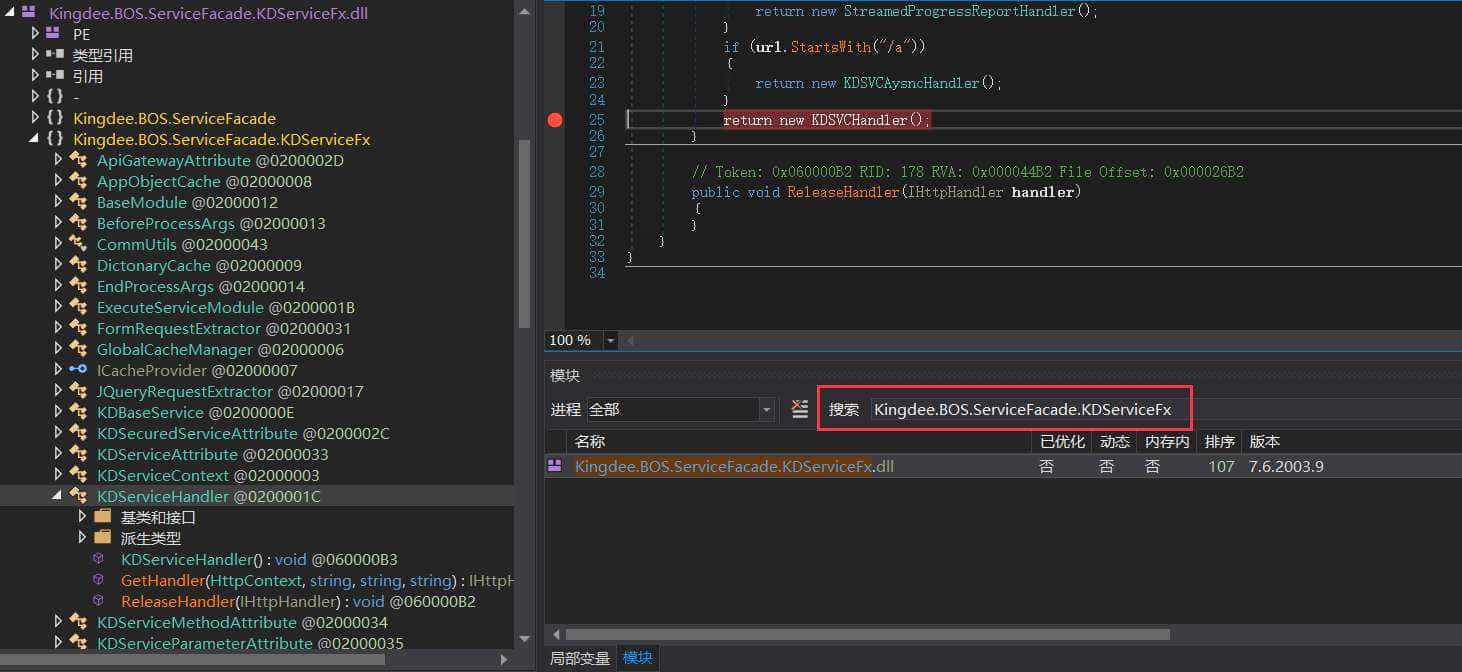 Kingdee.BOS.ServiceFacade.KDServiceFx.dll
PE
类型引用
引用
{ } -
{ } Kingdee.BOS.ServiceFacade
{ } Kingdee.BOS.ServiceFacade.KDServiceFx
ApiGatewayAttribute @0200002D
AppObjectCache @02000008
BaseModule @02000012
BeforeProcessArgs @02000013
CommUtils @02000043
DictonaryCache @02000009
EndProcessArgs @02000014
ExecuteServiceModule @0200001B
FormRequestExtractor @02000031
GlobalCacheManager @02000006
ICacheProvider @02000007
JQueryRequestExtractor @02000017
KDBaseService @0200000E
KDSecuredServiceAttribute @0200002C
KDServiceAttribute @02000033
KDServiceContext @02000003
KDServiceHandler @0200001C
基类和接口
派生类型
KDServiceHandler() : void @060000B3
GetHandler(HttpContext, string, string, string) : IHttpH
ReleaseHandler(IHttpHandler) : void @060000B2
KDServiceMethodAttribute @02000034
KDServiceParameterAttribute @02000035
19 return new StreamedProgressReportHandler();
20 }
21 if (url.StartsWith("/a"))
22 {
23 return new KDSVCAysncHandler();
24 }
25 return new KDSVCHandler();
26 }
27
28 // Token: 0x060000B2 RID: 178 RVA: 0x000044B2 File Offset: 0x000026B2
29 public void ReleaseHandler(IHttpHandler handler)
30 {
31 }
32 }
33 }
34
100 %
模块
进程 全部 搜索 Kingdee.BOS.ServiceFacade.KDServiceFx
名称 已优化 动态 内存内 排序 版本
Kingdee.BOS.ServiceFacade.KDServiceFx.dll 否 否 否 107 7.6.2003.9
局部变量 模块